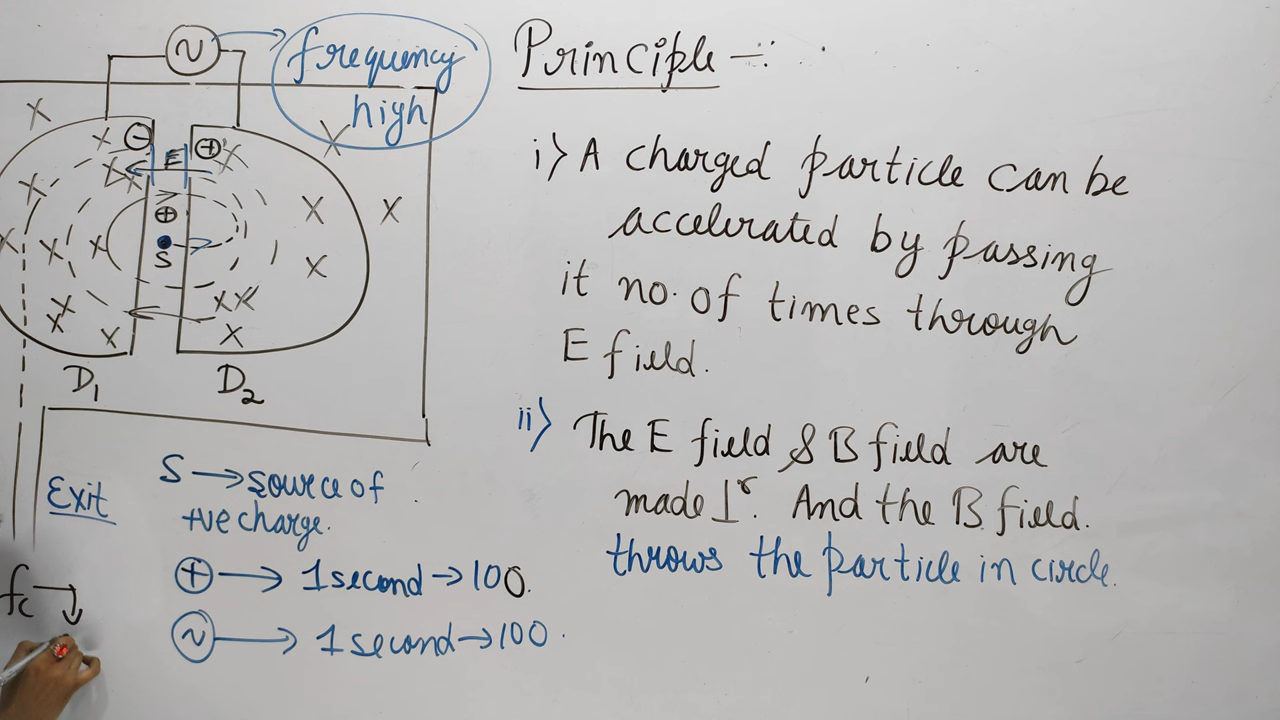 frequency
high
E
S
D₁
D₂
Exit
S → source of
+ve charge.
⊕ → 1 second → 100.
~ → 1 second → 100.
fc
Principle -:
i) A charged particle can be
accelerated by passing
it no. of times through
E field.
ii) The E field & B field are
made ⊥ʳ. And the B field.
throws the particle in circle.